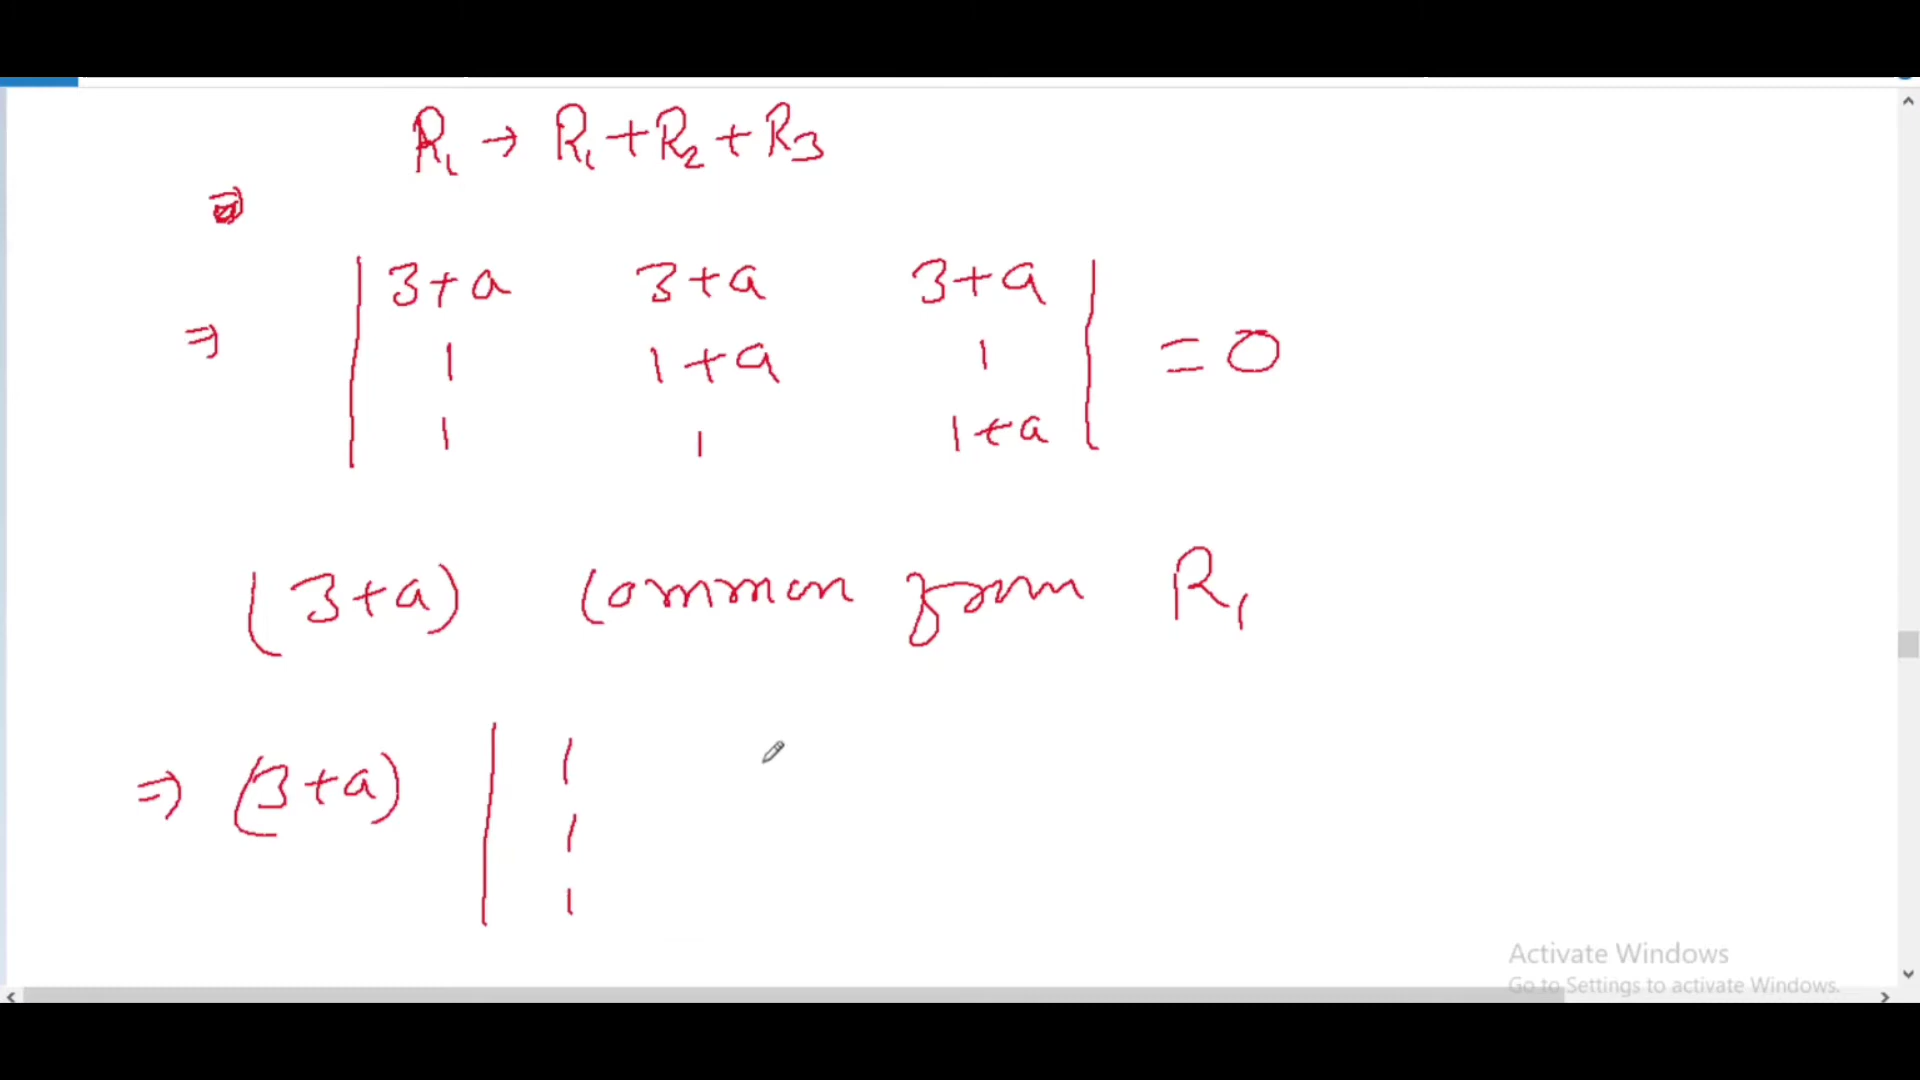 R₁ → R₁ + R₂ + R₃
⇒
| 3+a 3+a 3+a |
⇒ | 1 1+a 1 | = 0
| 1 1 1+a |
(3+a) Common from R₁
| 1
⇒ (3+a) | 1
| 1
Activate Windows
Go to Settings to activate Windows.